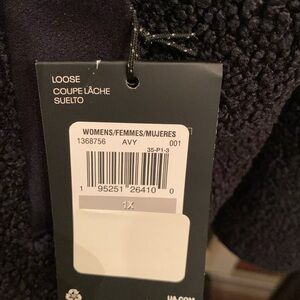 LOOSE
COUPE LÂCHE
SUELTO
WOMENS/FEMMES/MUJERES
1368756 AVY 001
3S-P1-3
1 95251 26410 0
1X
UA.COM